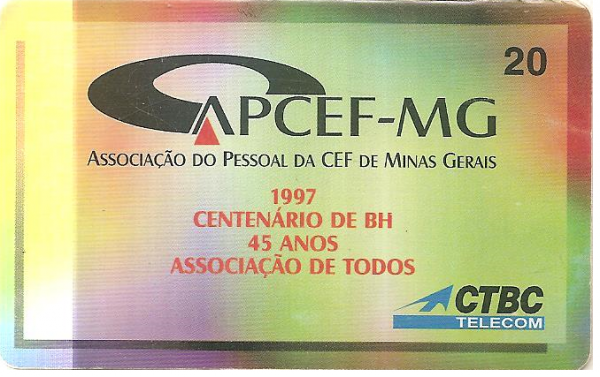 20
APCEF-MG
ASSOCIAÇÃO DO PESSOAL DA CEF DE MINAS GERAIS
1997
CENTENÁRIO DE BH
45 ANOS
ASSOCIAÇÃO DE TODOS
CTBC
TELECOM